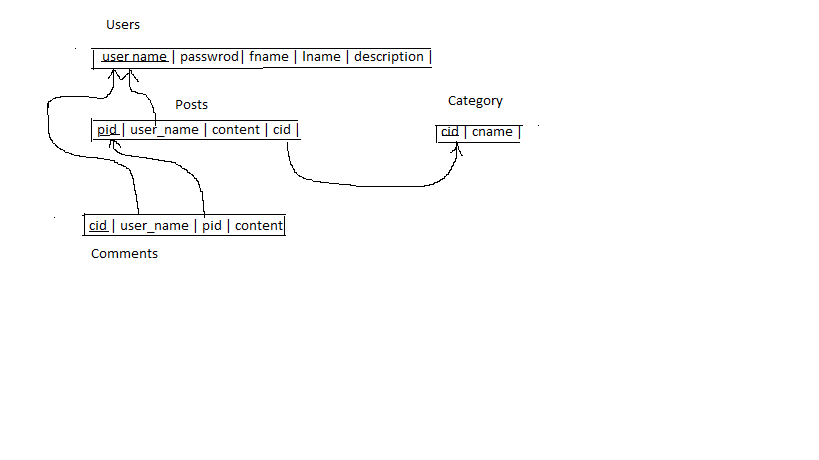 Users
| user name | passwrod| fname | lname | description |
Posts
Category
pid | user_name | content | cid |
cid | cname |
cid | user_name | pid | content
Comments